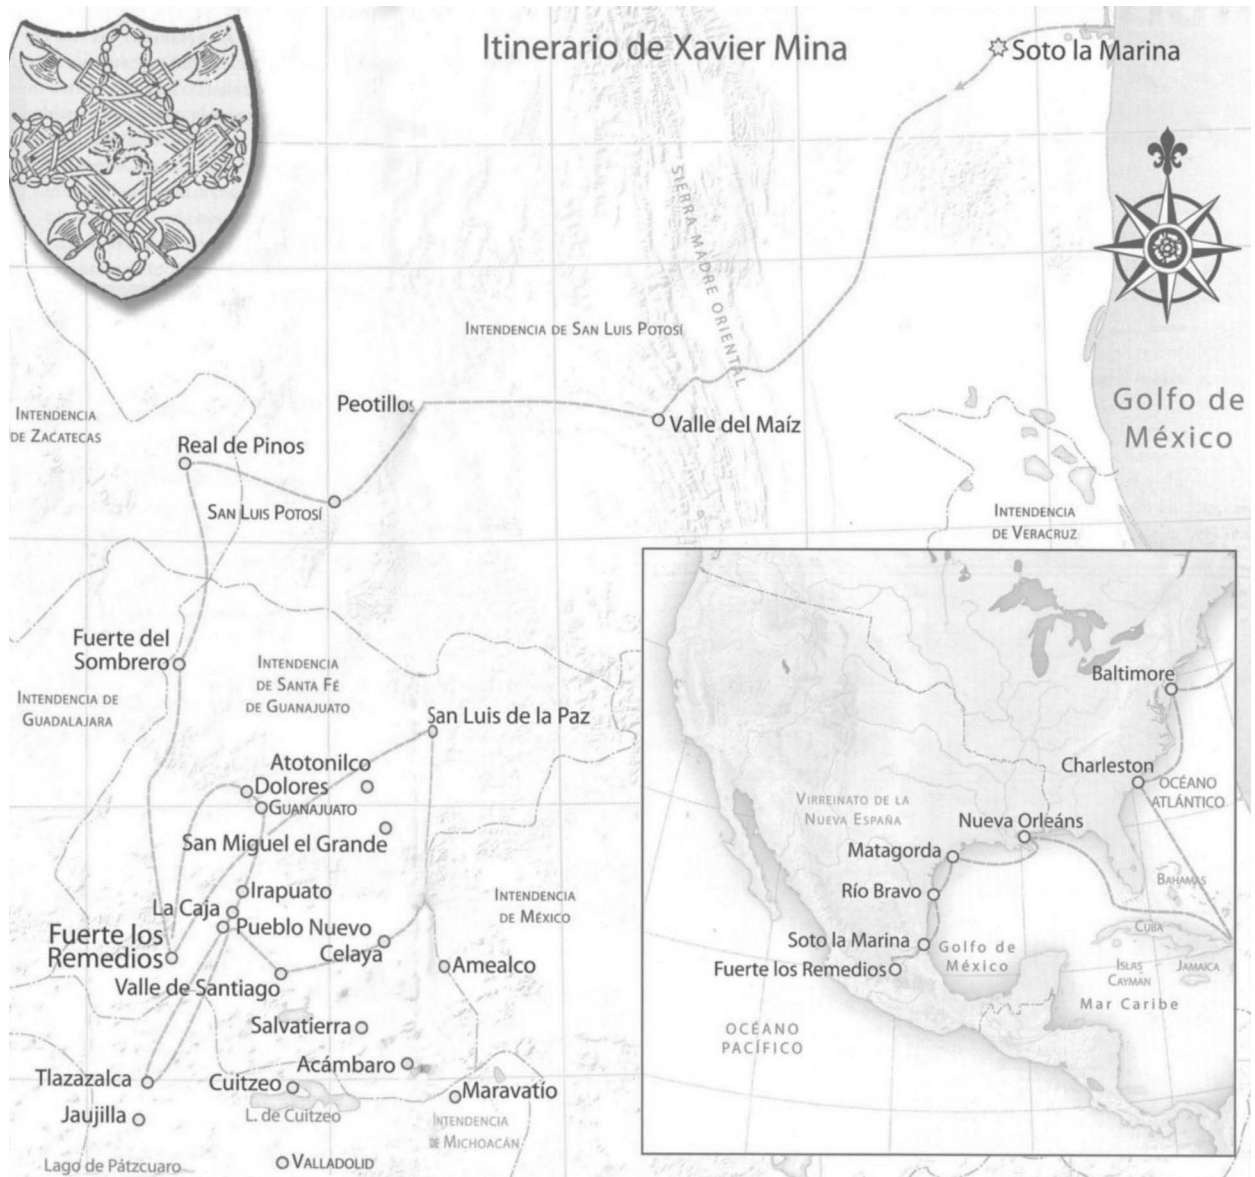 Itinerario de Xavier Mina
Soto la Marina
SIERRA MADRE ORIENTAL
INTENDENCIA DE SAN LUIS POTOSÍ
Golfo de
México
INTENDENCIA
DE ZACATECAS
Peotillos
Valle del Maíz
Real de Pinos
SAN LUIS POTOSÍ
INTENDENCIA
DE VERACRUZ
Fuerte del
Sombrero
INTENDENCIA DE
GUADALAJARA
INTENDENCIA
DE SANTA FÉ
DE GUANAJUATO
San Luis de la Paz
Atotonilco
Dolores
GUANAJUATO
San Miguel el Grande
Irapuato
La Caja
Pueblo Nuevo
INTENDENCIA
DE MÉXICO
Fuerte los
Remedios
Celaya
Amealco
Valle de Santiago
Salvatierra
Acámbaro
Tlazazalca
Cuitzeo
Maravatío
Jaujilla
L. de Cuitzeo
INTENDENCIA
DE MICHOACÁN
Lago de Pátzcuaro
VALLADOLID
Baltimore
Charleston
OCÉANO
ATLÁNTICO
VIRREINATO DE LA
NUEVA ESPAÑA
Nueva Orleáns
Matagorda
Río Bravo
BAHAMAS
Soto la Marina
Golfo de
México
CUBA
Fuerte los Remedios
ISLAS
CAYMÁN
JAMAICA
Mar Caribe
OCÉANO
PACÍFICO